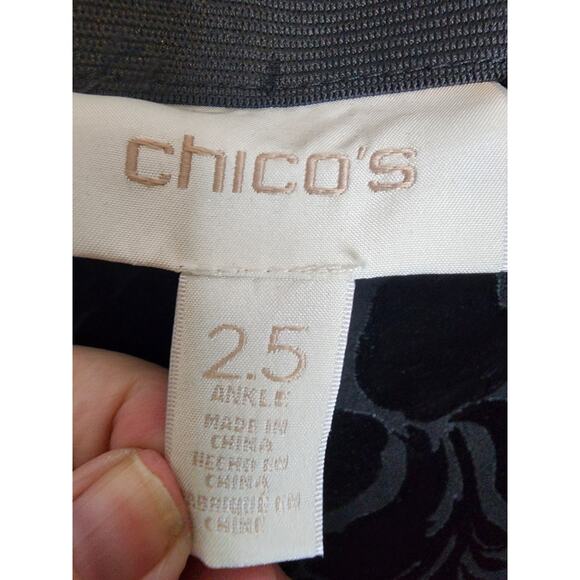 chico's
2.5
ANKLE
MADE IN
CHINA
HECHO EN
CHINA
FABRIQUÉ EN
CHINE